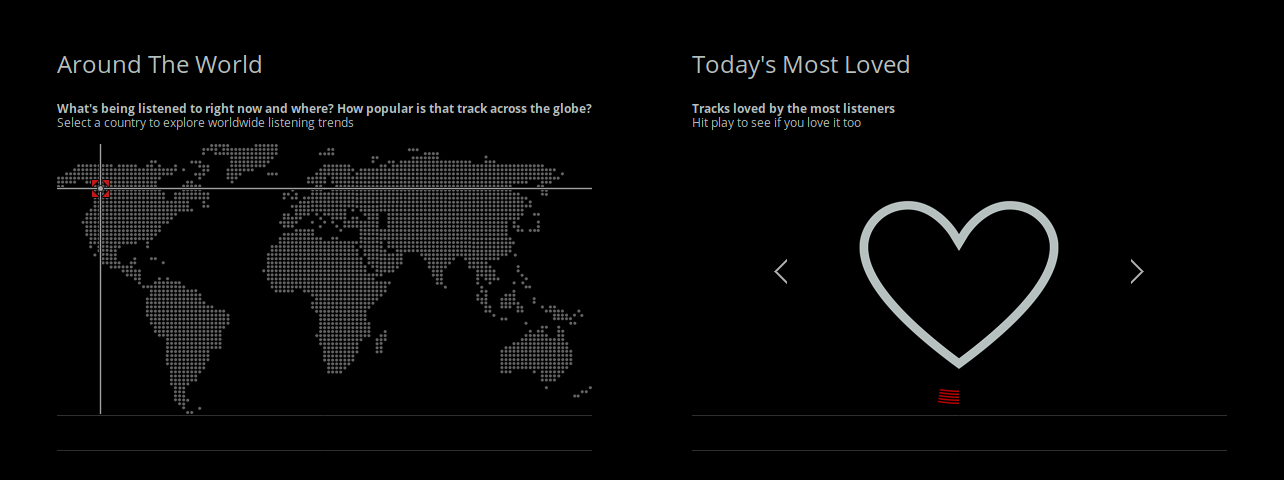 Around The World
What's being listened to right now and where? How popular is that track across the globe?
Select a country to explore worldwide listening trends
Today's Most Loved
Tracks loved by the most listeners
Hit play to see if you love it too